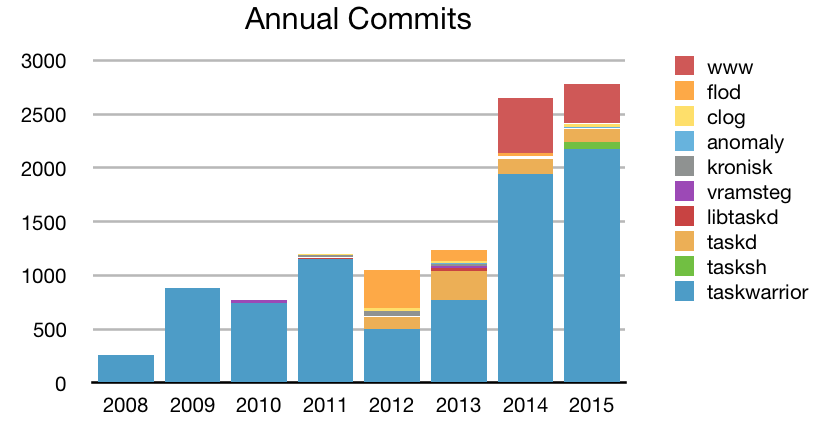 Annual Commits
3000
2500
2000
1500
1000
500
0
2008 2009 2010 2011 2012 2013 2014 2015
www
flod
clog
anomaly
kronisk
vramsteg
libtaskd
taskd
tasksh
taskwarrior